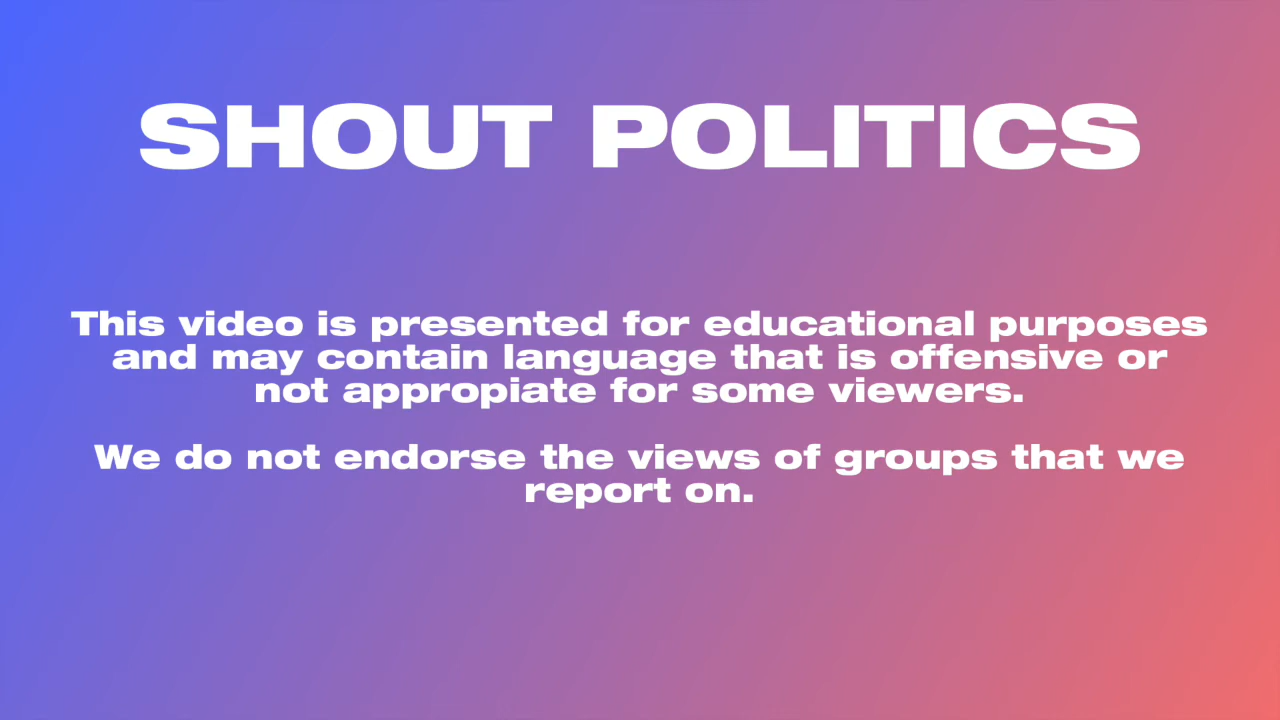 SHOUT POLITICS
This video is presented for educational purposes
and may contain language that is offensive or
not appropiate for some viewers.
We do not endorse the views of groups that we
report on.